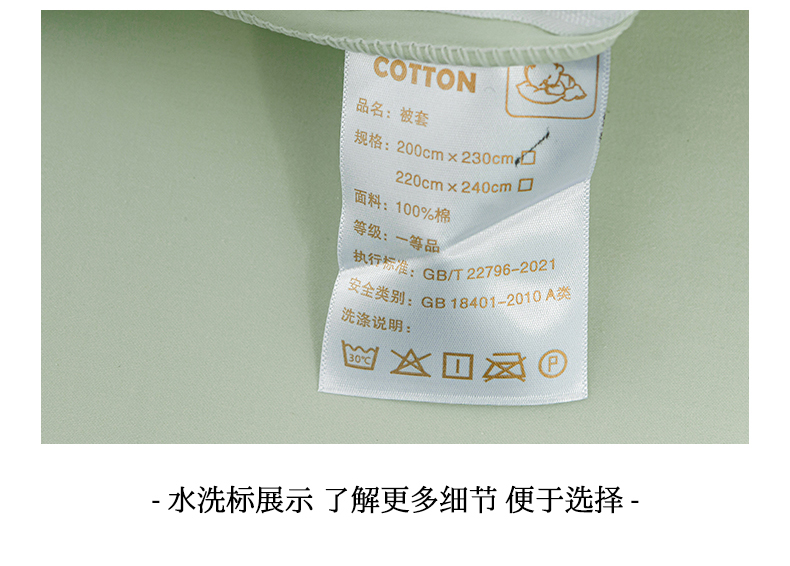 COTTON
品名：被套
规格：200cm×230cm□
220cm×240cm□
面料：100%棉
等级：一等品
执行标准：GB/T 22796-2021
安全类别：GB 18401-2010 A类
洗涤说明：
30℃
P
- 水洗标展示 了解更多细节 便于选择 -